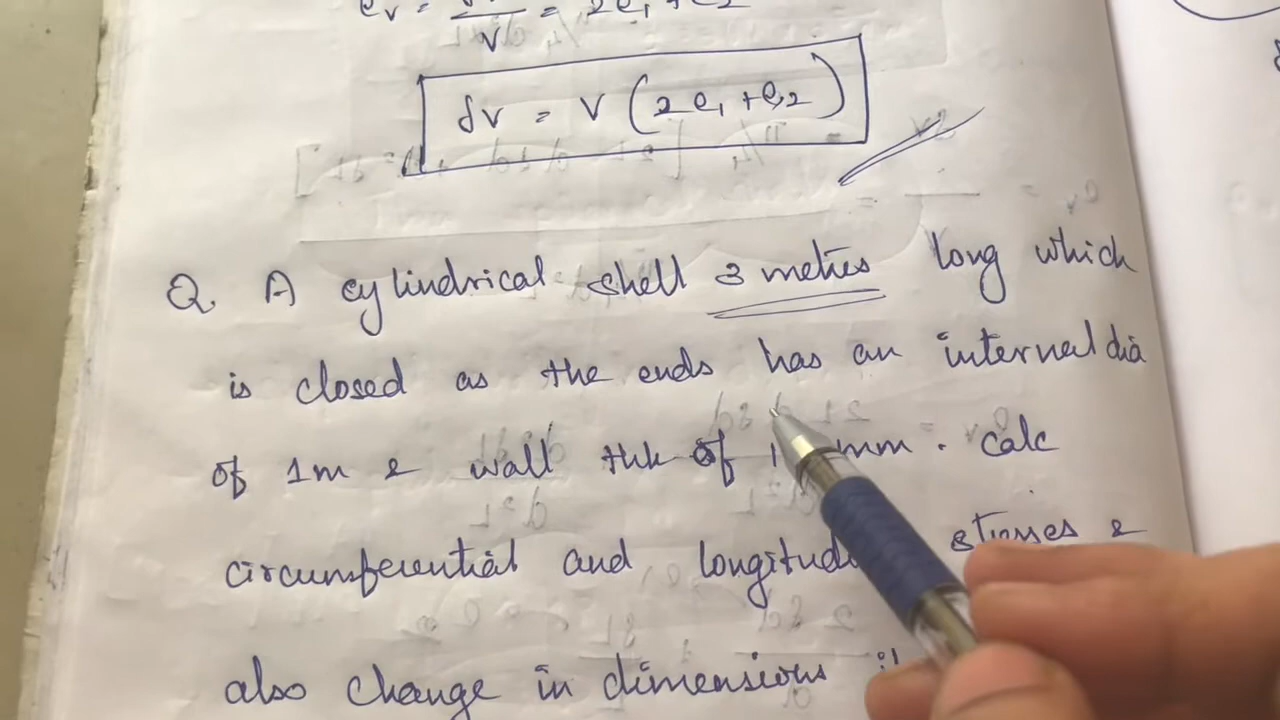 δV = V (2e₁ + e₂)
Q. A cylindrical shell 3 metres long which
is closed as the ends has an internal dia
of 1m & wall thk of mm. calc
circumferential and stresses &
also change in dimensions